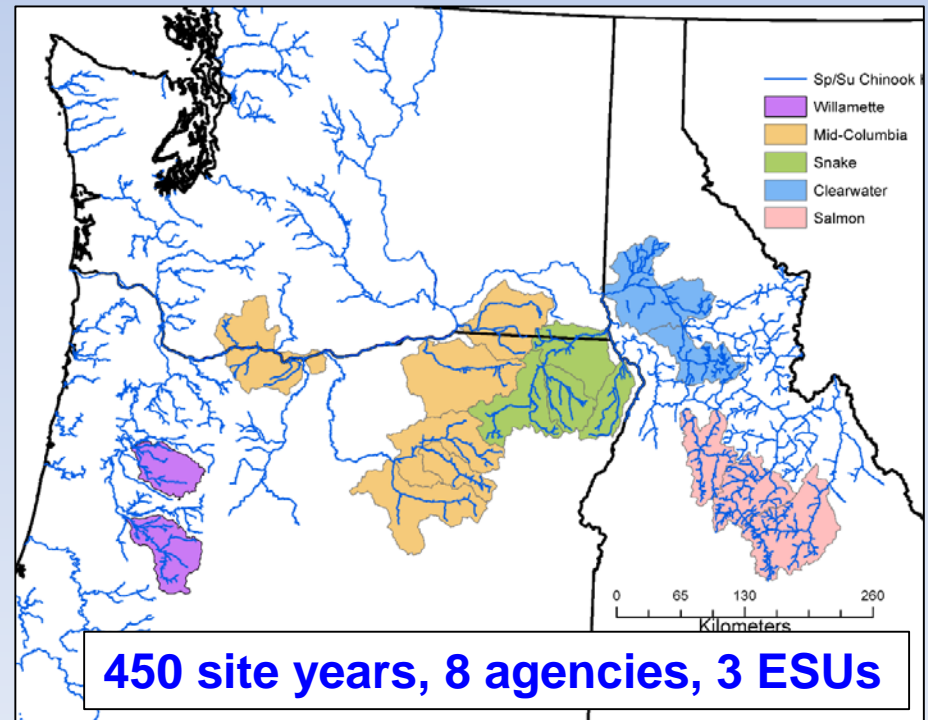 Sp/Su Chinook
Willamette
Mid-Columbia
Snake
Clearwater
Salmon
0 65 130 260
Kilometers
450 site years, 8 agencies, 3 ESUs